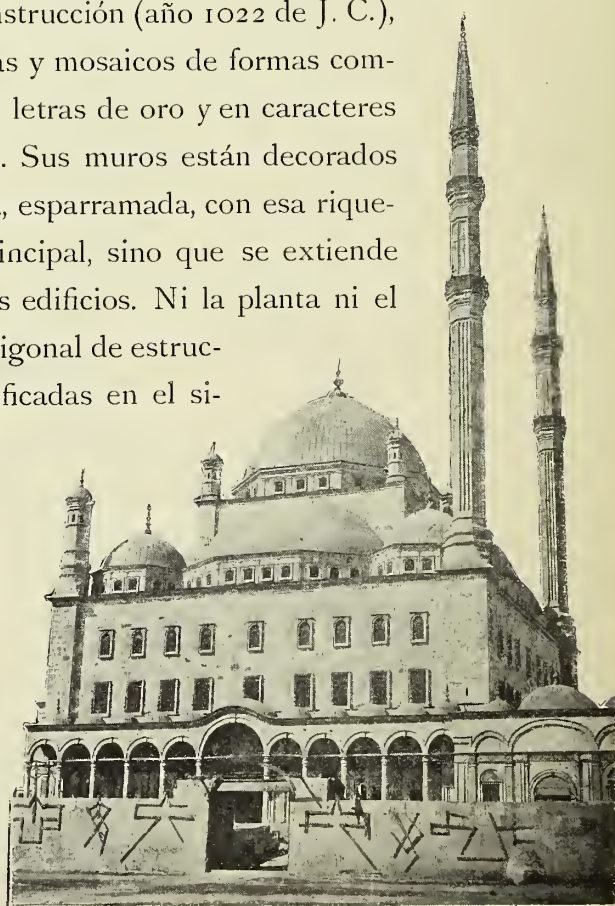 strucción (año 1022 de J. C.),
as y mosaicos de formas com-
letras de oro y en caracteres
. Sus muros están decorados
, esparramada, con esa rique-
incipal, sino que se extiende
s edificios. Ni la planta ni el
igonal de estruc-
ficadas en el si-